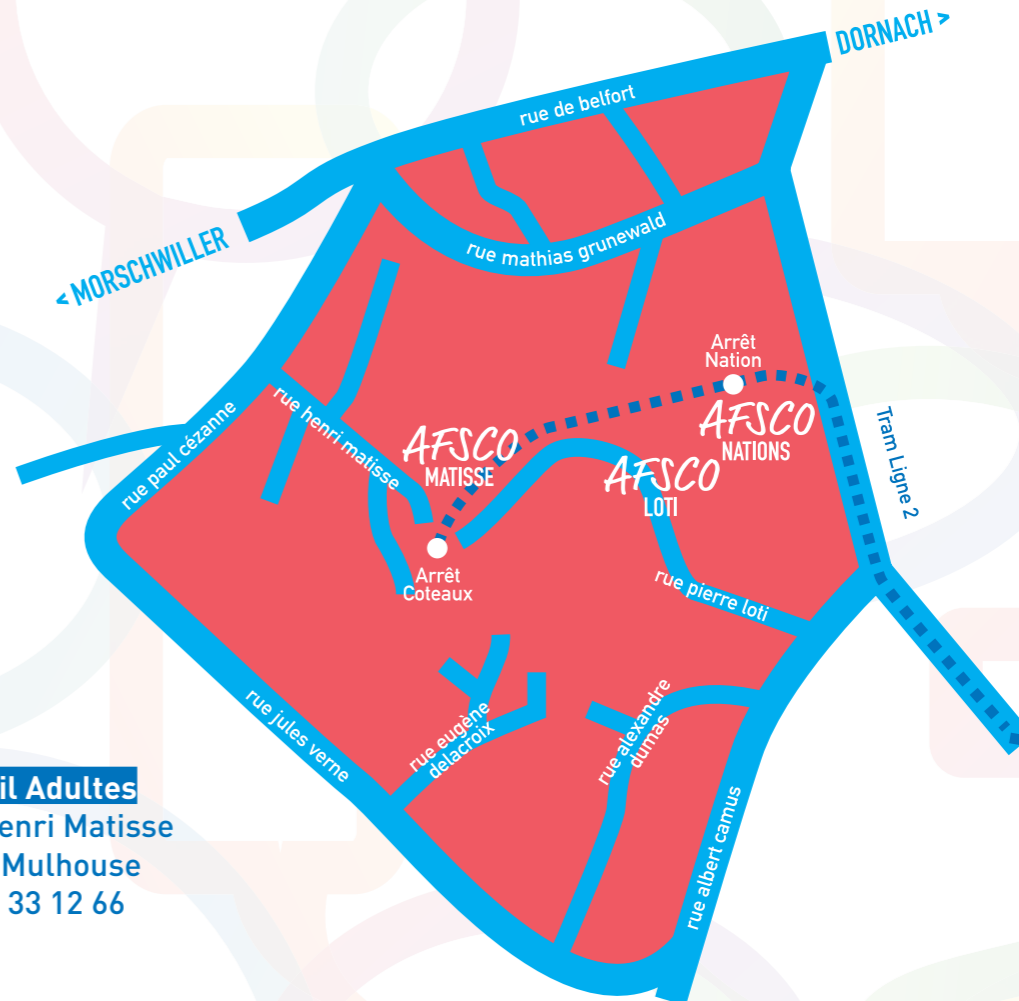 DORNACH >
rue de belfort
< MORSCHWILLER
rue mathias grunewald
Arrêt
Nation
AFSCO
NATIONS
rue henri matisse
rue paul cézanne
AFSCO
MATISSE
AFSCO
LOTI
Tram Ligne 2
Arrêt
Coteaux
rue pierre loti
rue jules verne
rue eugène
delacroix
rue alexandre
dumas
rue albert camus
il Adultes
enri Matisse
Mulhouse
33 12 66